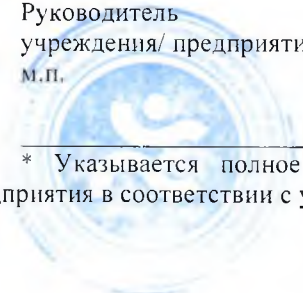 Руководитель
учреждения/ предприяти
м.п.
* Указывается полное
дприятия в соответствии с у